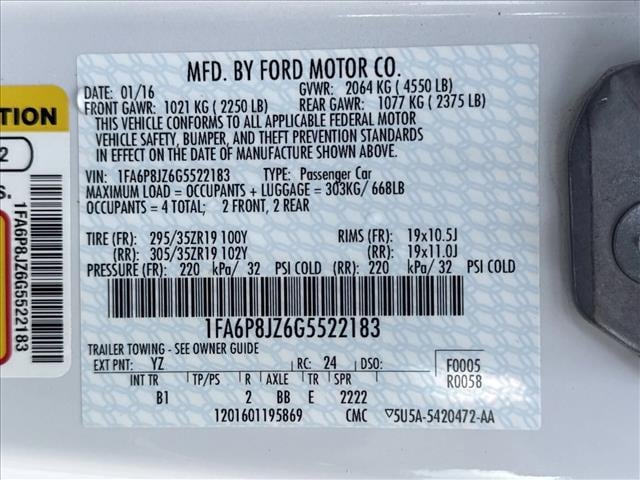 MFD. BY FORD MOTOR CO.
DATE: 01/16 GVWR: 2064 KG ( 4550 LB)
FRONT GAWR: 1021 KG ( 2250 LB) REAR GAWR: 1077 KG ( 2375 LB)
THIS VEHICLE CONFORMS TO ALL APPLICABLE FEDERAL MOTOR
VEHICLE SAFETY, BUMPER, AND THEFT PREVENTION STANDARDS
IN EFFECT ON THE DATE OF MANUFACTURE SHOWN ABOVE.
VIN: 1FA6P8JZ6G5522183 TYPE: Passenger Car
MAXIMUM LOAD = OCCUPANTS + LUGGAGE = 303KG/ 668LB
OCCUPANTS = 4 TOTAL; 2 FRONT, 2 REAR
TIRE (FR): 295/35ZR19 100Y RIMS (FR): 19x10.5J
(RR): 305/35ZR19 102Y (RR): 19x11.0J
PRESSURE (FR): 220 kPa/ 32 PSI COLD (RR): 220 kPa/ 32 PSI COLD
1FA6P8JZ6G5522183
TRAILER TOWING - SEE OWNER GUIDE
EXT PNT: YZ RC: 24 DSO: F0005
R0058
INT TR TP/PS R AXLE TR SPR
B1 2 BB E 2222
1201601195869 CMC ▽5U5A-5420472-AA
TION
2
s.
1FA6P8JZ6G5522183